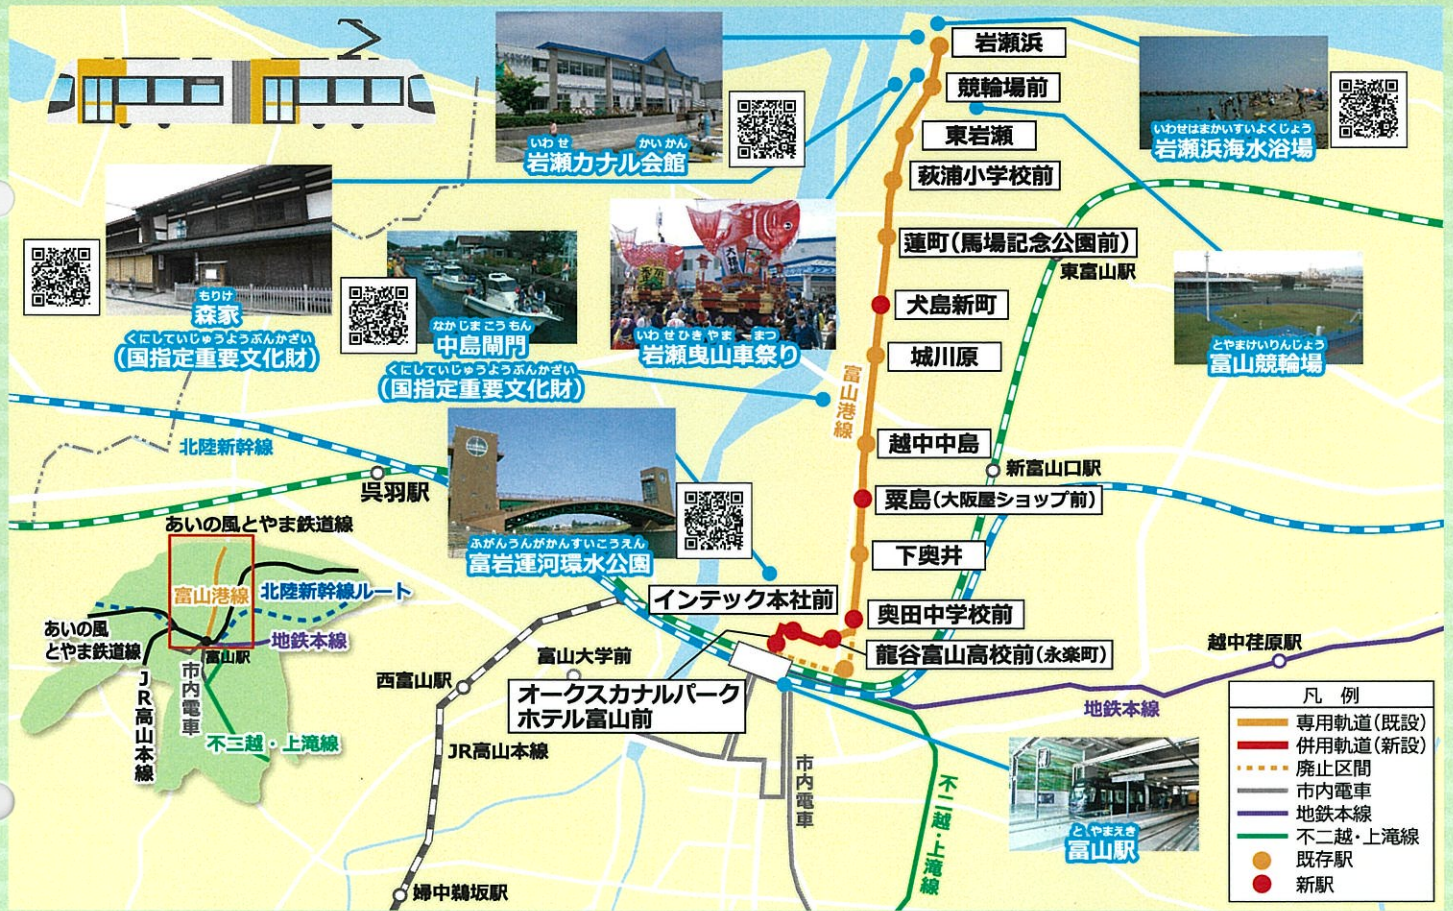 岩瀬浜
競輪場前
東岩瀬
萩浦小学校前
蓮町(馬場記念公園前)
東富山駅
犬島新町
城川原
富山港線
越中中島
新富山口駅
粟島(大阪屋ショップ前)
下奥井
インテック本社前
奥田中学校前
龍谷富山高校前(永楽町)
オークスカナルパーク
ホテル富山前
いわせ かいかん
岩瀬カナル会館
いわせはまかいすいよくじょう
岩瀬浜海水浴場
もりけ
森家
くにしていじゅうようぶんかざい
(国指定重要文化財)
なかじまこうもん
中島閘門
くにしていじゅうようぶんかざい
(国指定重要文化財)
いわせひきやま まつ
岩瀬曳山車祭り
とやまけいりんじょう
富山競輪場
ふがんうんがかんすいこうえん
富岩運河環水公園
北陸新幹線
呉羽駅
あいの風とやま鉄道線
富山港線
北陸新幹線ルート
あいの風
とやま鉄道線
地鉄本線
富山駅
市内電車
JR高山本線
不二越・上滝線
西富山駅
富山大学前
JR高山本線
婦中鵜坂駅
市内電車
不二越・上滝線
地鉄本線
越中荏原駅
とやまえき
富山駅
凡例
専用軌道(既設)
併用軌道(新設)
廃止区間
市内電車
地鉄本線
不二越・上滝線
既存駅
新駅